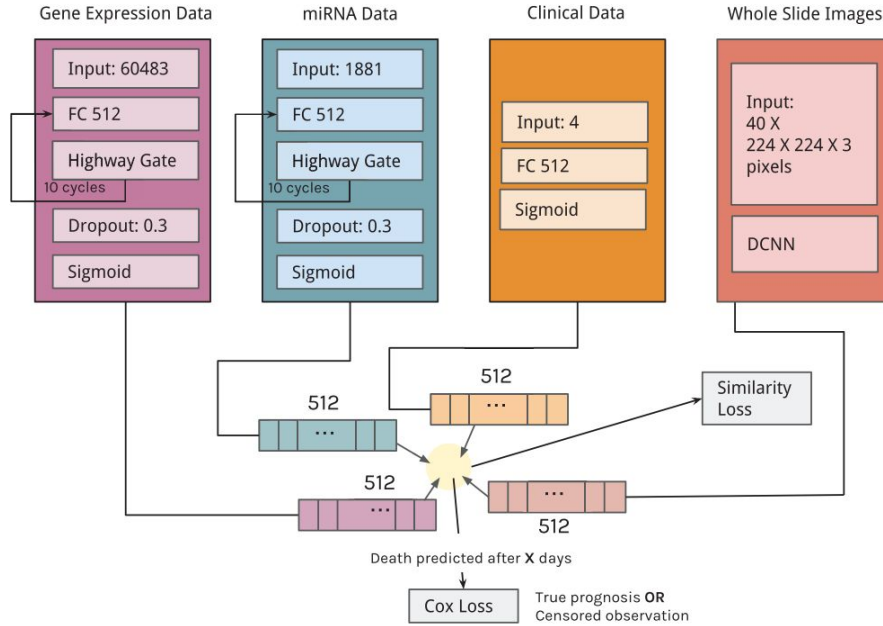 Gene Expression Data
Input: 60483
FC 512
Highway Gate
10 cycles
Dropout: 0.3
Sigmoid
miRNA Data
Input: 1881
FC 512
Highway Gate
10 cycles
Dropout: 0.3
Sigmoid
Clinical Data
Input: 4
FC 512
Sigmoid
Whole Slide Images
Input:
40 X
224 X 224 X 3
pixels
DCNN
512
...
512
...
512
...
...
512
Similarity
Loss
Death predicted after X days
Cox Loss
True prognosis OR
Censored observation